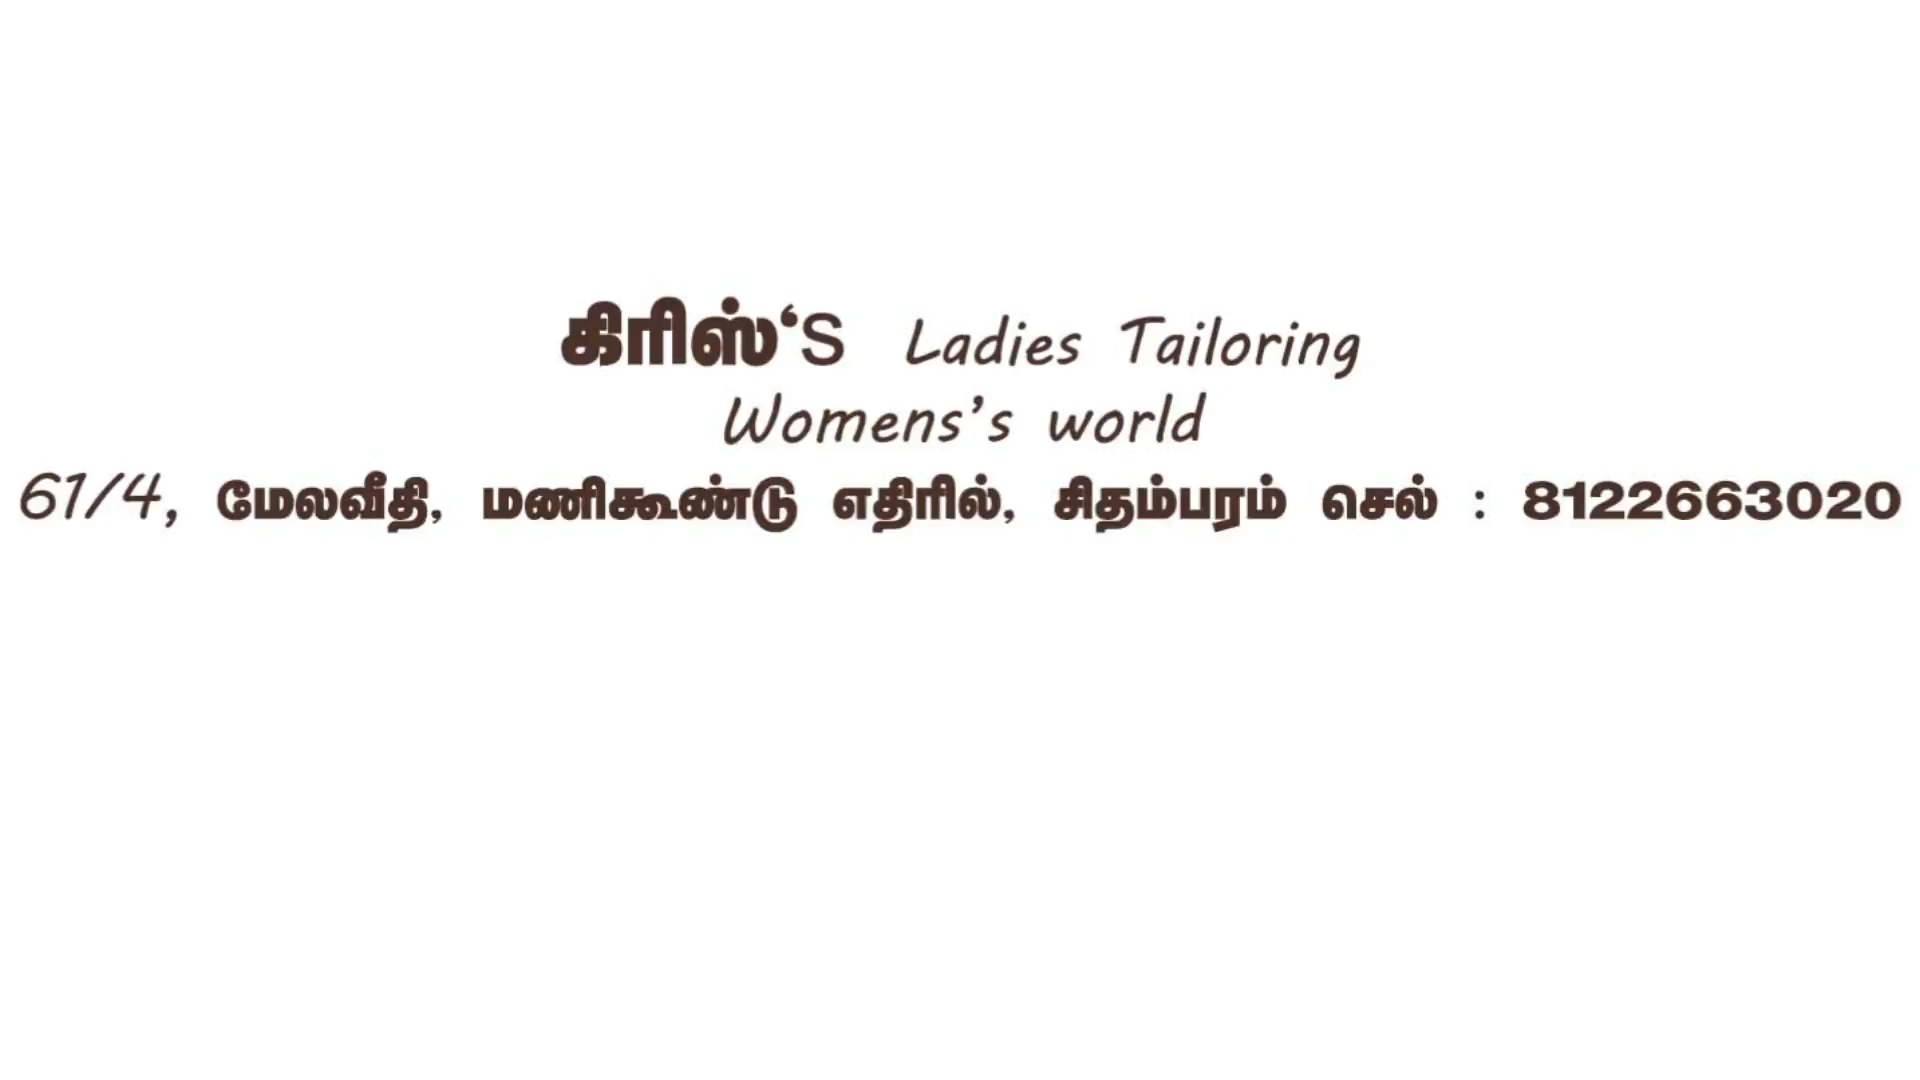 கிரிஸ்‘S Ladies Tailoring
Womens’s world
61/4, மேலவீதி, மணிகூண்டு எதிரில், சிதம்பரம் செல் : 8122663020